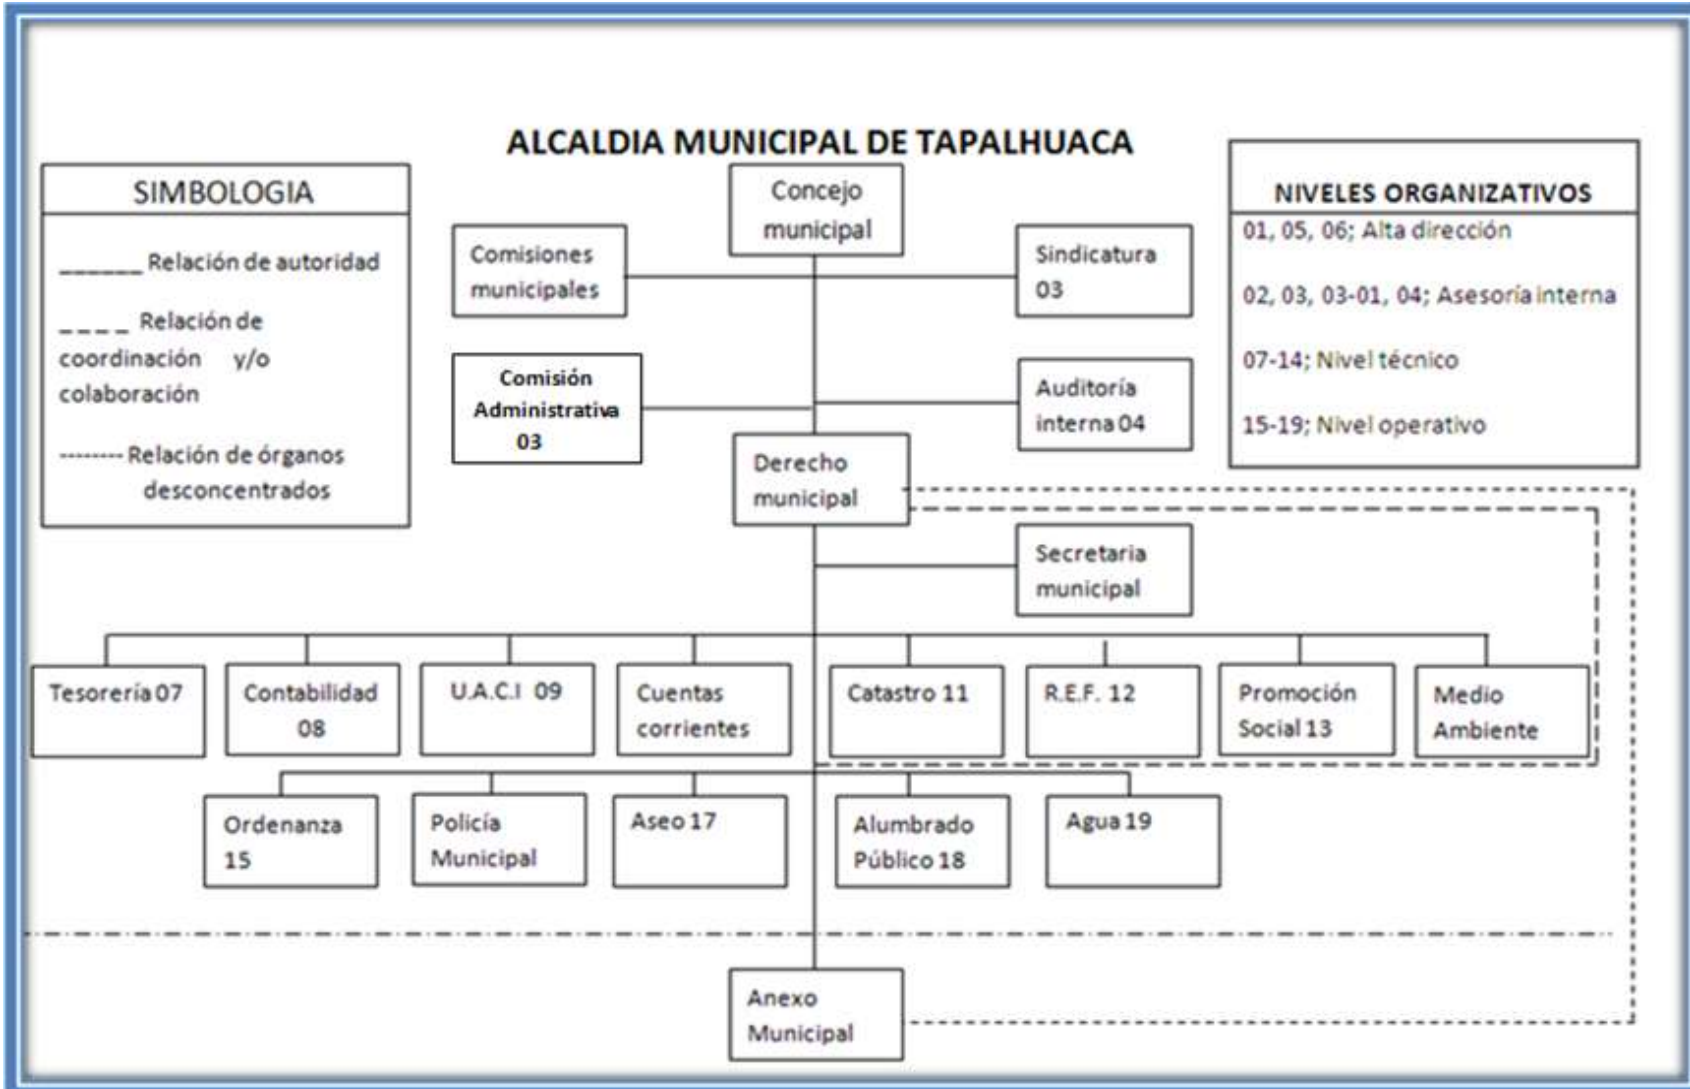 ALCALDIA MUNICIPAL DE TAPALHUACA
SIMBOLOGIA
______ Relación de autoridad
_ _ _ _ Relación de
coordinación y/o
colaboración
-------- Relación de órganos
desconcentrados
Concejo
municipal
Comisiones
municipales
Sindicatura
03
Comisión
Administrativa
03
Auditoría
interna 04
NIVELES ORGANIZATIVOS
01, 05, 06; Alta dirección
02, 03, 03-01, 04; Asesoría interna
07-14; Nivel técnico
15-19; Nivel operativo
Derecho
municipal
Secretaria
municipal
Tesorería 07
Contabilidad
08
U.A.C.I 09
Cuentas
corrientes
Catastro 11
R.E.F. 12
Promoción
Social 13
Medio
Ambiente
Ordenanza
15
Policía
Municipal
Aseo 17
Alumbrado
Público 18
Agua 19
Anexo
Municipal